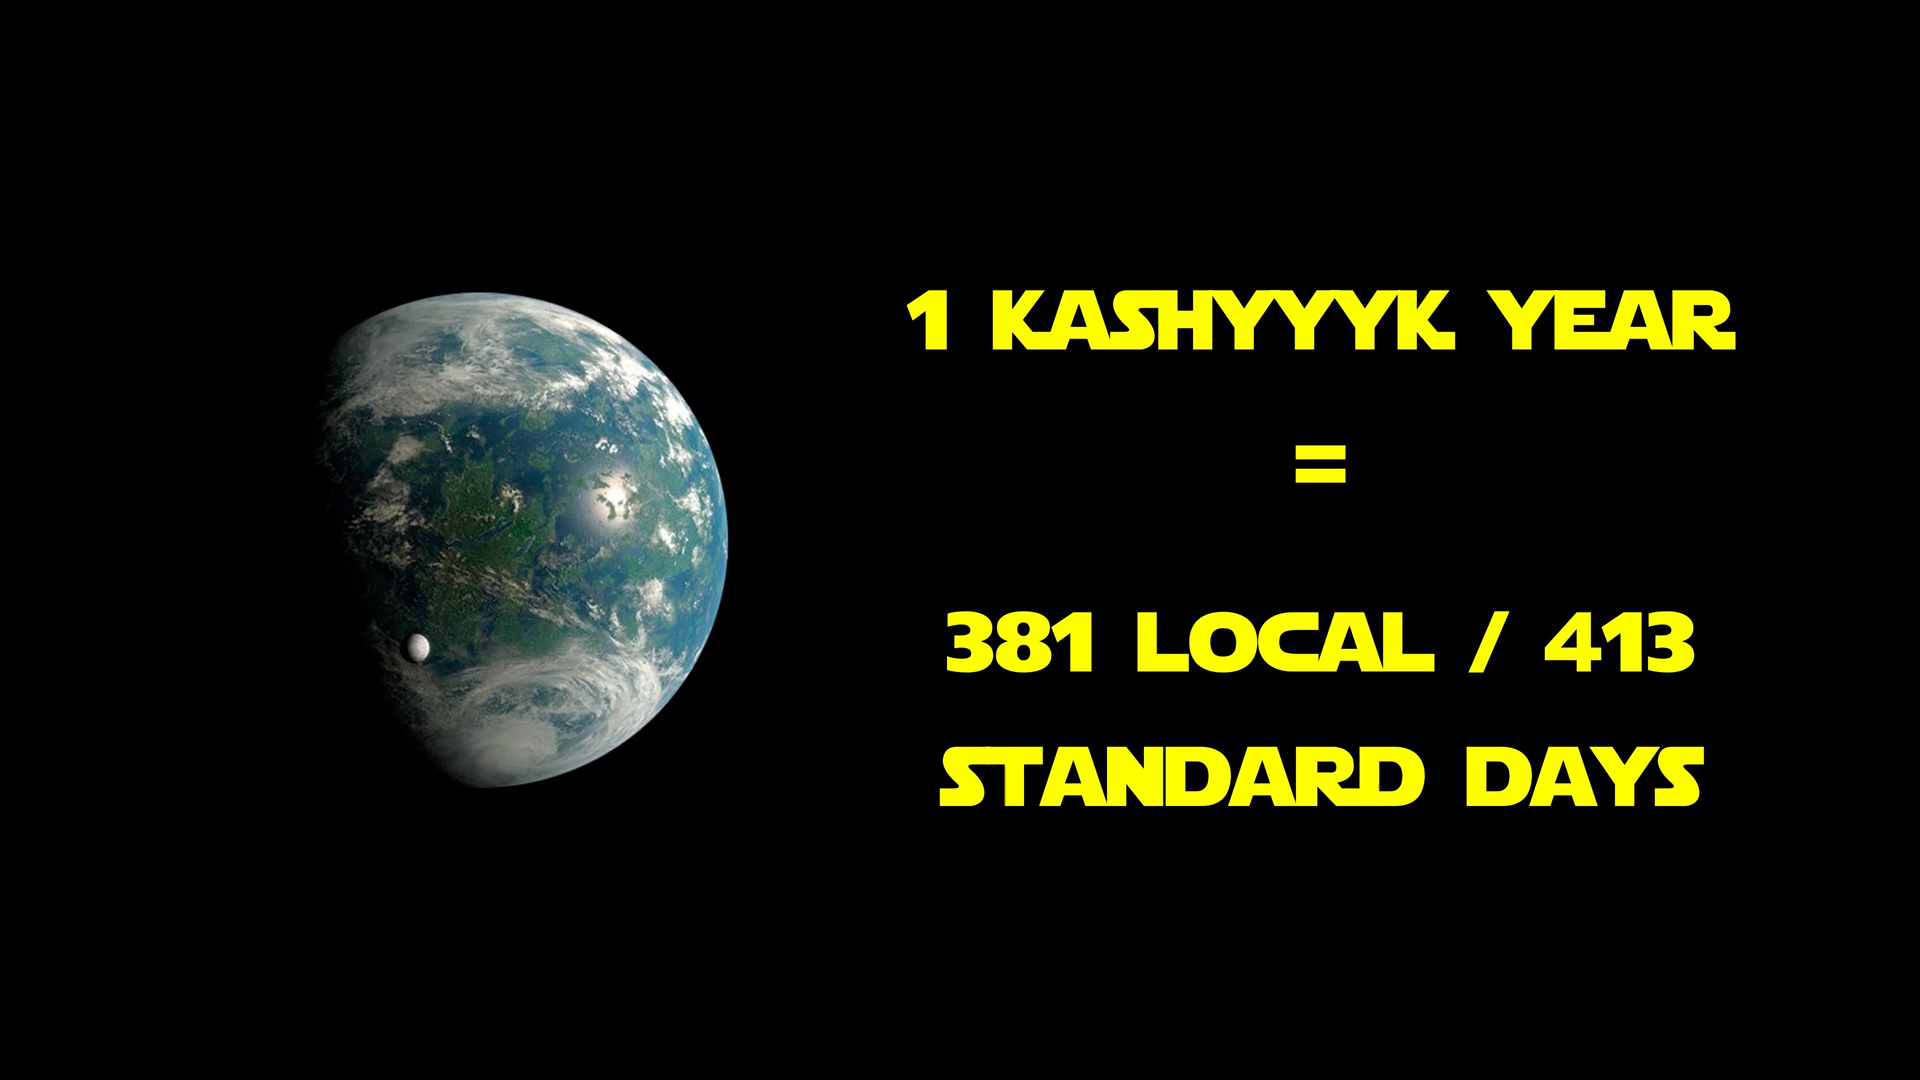 1 KASHYYYK YEAR
=
381 LOCAL / 413
STANDARD DAYS